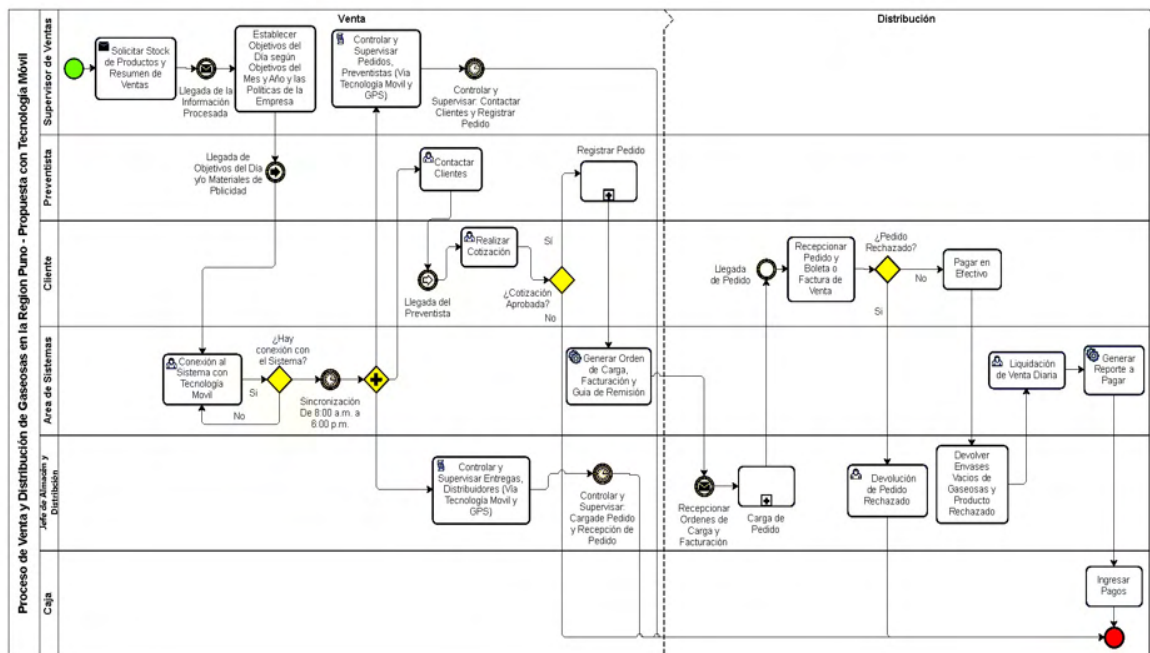 Proceso de Venta y Distribución de Gaseosas en la Region Puno - Propuesta con Tecnología Móvil
Venta
Distribución
Supervisor de Ventas
Solicitar Stock
de Productos y
Resumen de
Ventas
Llegada de la
Información
Procesada
Establecer
Objetivos del
Día según
Objetivos del
Mes y Año y las
Políticas de la
Empresa
Controlar y
Supervisar
Pedidos,
Preventistas (Via
Tecnología Movil y
GPS)
Controlar y
Supervisar: Contactar
Clientes y Registrar
Pedido
Preventista
Llegada de
Objetivos del Día
y/o Materiales de
Pblicidad
Contactar
Clientes
Registrar Pedido
Cliente
Llegada del
Preventista
Realizar
Cotización
¿Cotización
Aprobada?
Sí
No
Llegada
de Pedido
Recepcionar
Pedido y
Boleta o
Factura de
Venta
¿Pedido
Rechazado?
No
Si
Pagar en
Efectivo
Area de Sistemas
Conexión al
Sistema con
Tecnología
Movil
¿Hay
conexión con
el Sistema?
Si
No
Sincronización
De 8:00 a.m. a
6:00 p.m.
Generar Orden
de Carga,
Facturación y
Guía de Remisión
Liquidación
de Venta Diaria
Generar
Reporte a
Pagar
Jefe de Almacén y
Distribción
Controlar y
Supervisar Entregas,
Distribuidores (Vía
Tecnología Movil y
GPS)
Controlar y
Supervisar:
Cargade Pedido
y Recepción de
Pedido
Recepcionar
Ordenes de
Carga y
Facturación
Carga de
Pedido
Devolución
de Pedido
Rechazado
Devolver
Envases
Vacios de
Gaseosas y
Producto
Rechazado
Caja
Ingresar
Pagos